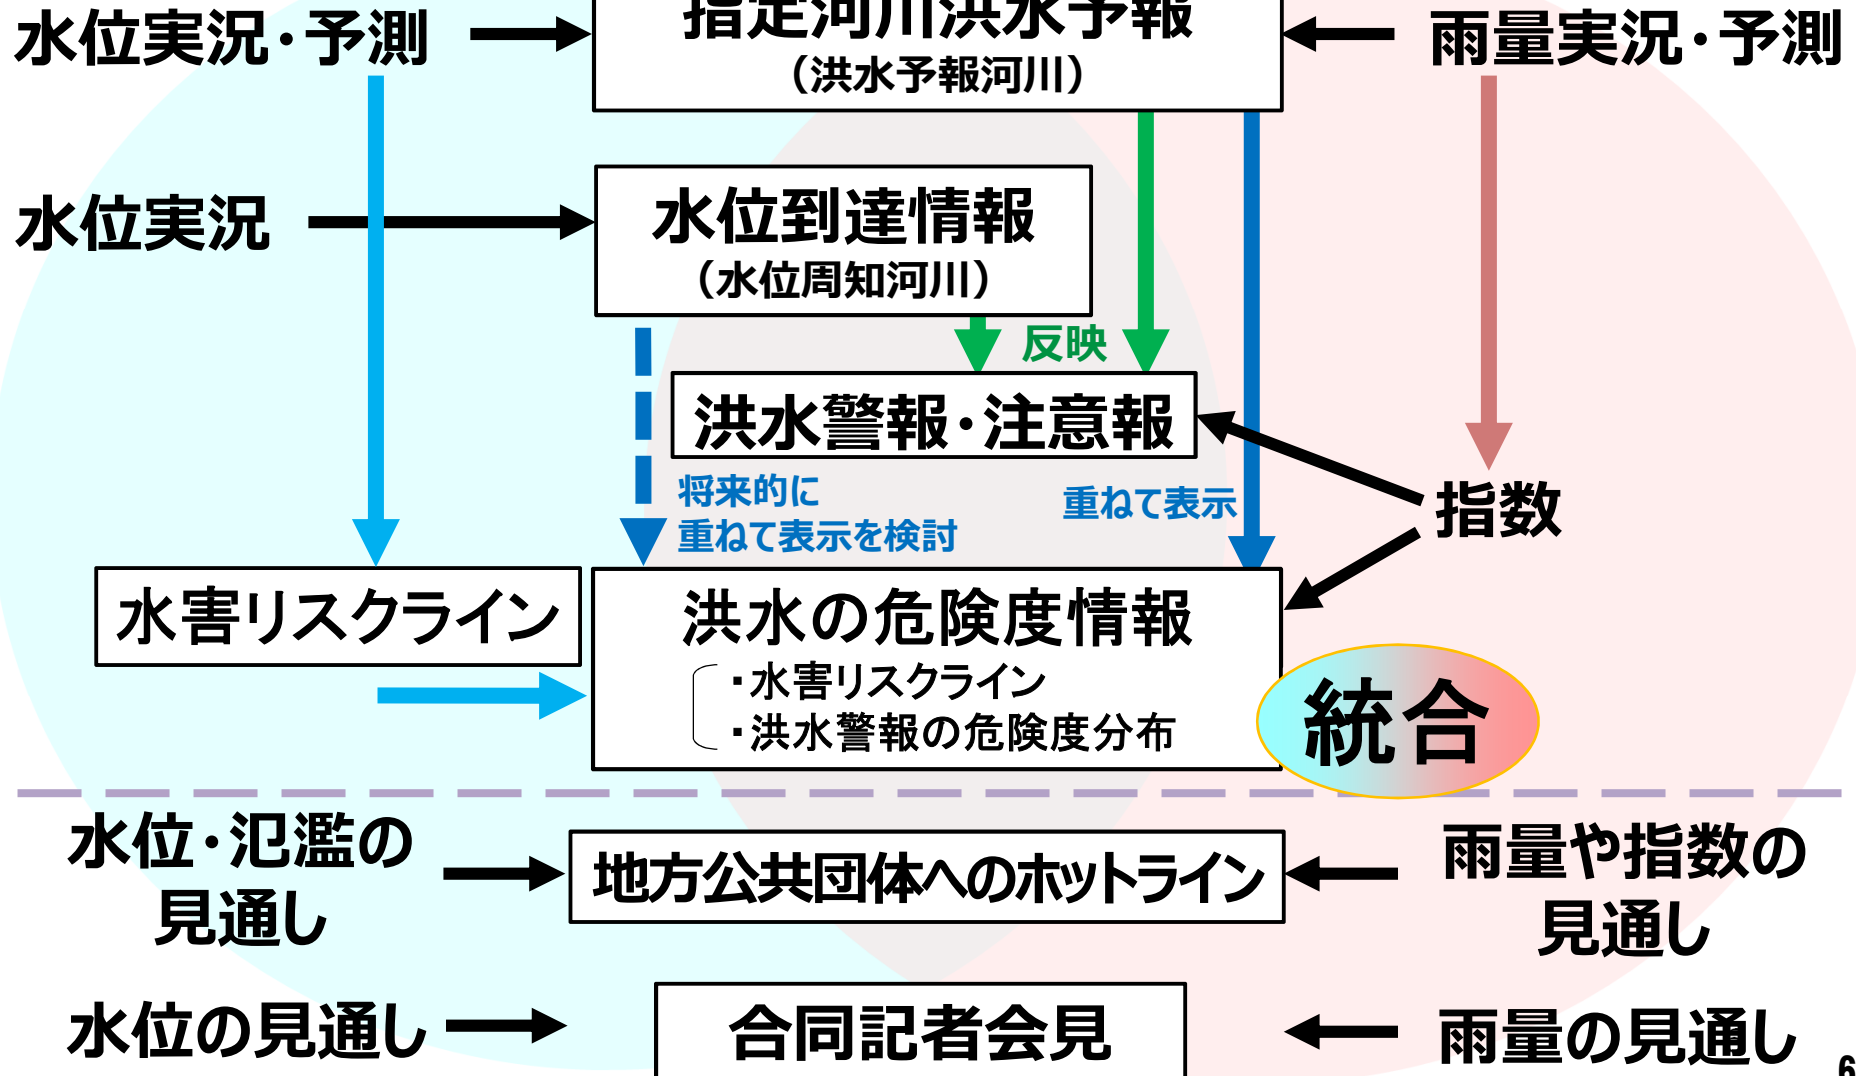 指定河川洪水予報
水位実況・予測
雨量実況・予測
（洪水予報河川）
水位実況
水位到達情報
（水位周知河川）
反映
洪水警報・注意報
将来的に
重ねて表示を検討
重ねて表示
指数
水害リスクライン
洪水の危険度情報
・水害リスクライン
・洪水警報の危険度分布
統合
水位・氾濫の
見通し
地方公共団体へのホットライン
雨量や指数の
見通し
水位の見通し
合同記者会見
雨量の見通し
6